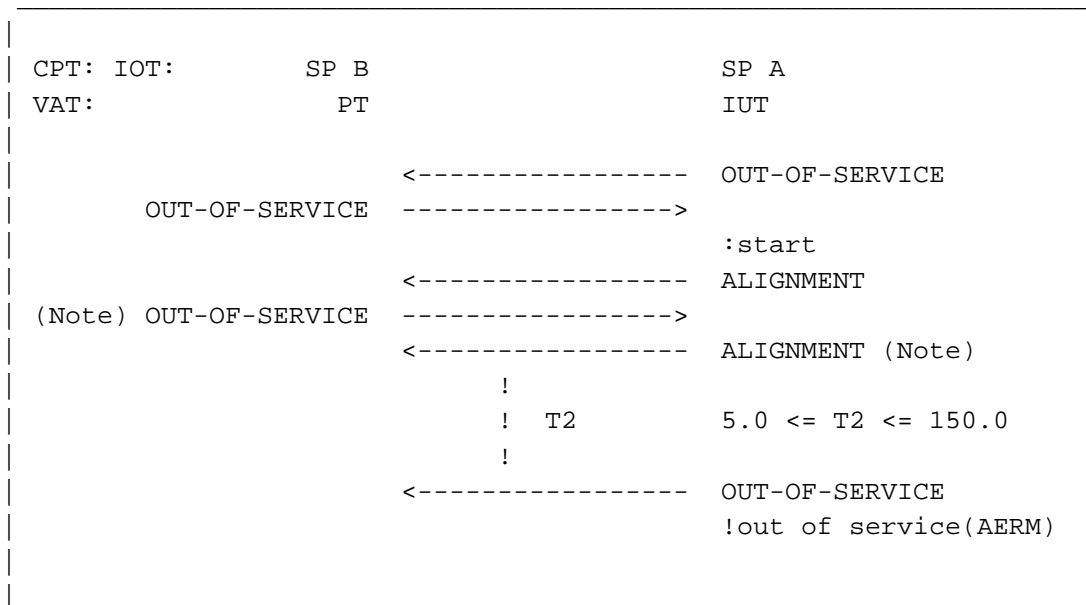 CPT: IOT: SP B SP A
VAT: PT IUT
<----------------- OUT-OF-SERVICE
OUT-OF-SERVICE ----------------->
:start
<----------------- ALIGNMENT
(Note) OUT-OF-SERVICE ----------------->
<----------------- ALIGNMENT (Note)
!
! T2 5.0 <= T2 <= 150.0
!
<----------------- OUT-OF-SERVICE
!out of service(AERM)